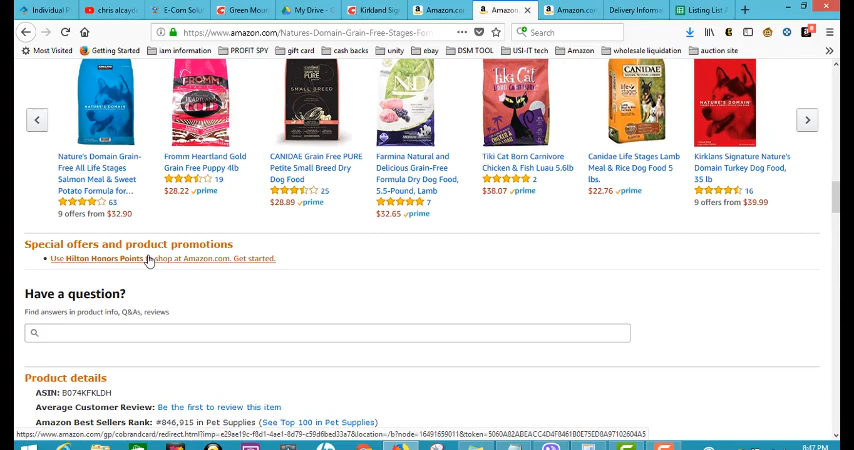 Individual P
chris alcayde
E-Com Solu
Green Moun
My Drive - G
Kirkland Sig
Amazon.co
Amazon.
Amazon.co
Delivery Inform
Listing List A
https://www.amazon.com/Natures-Domain-Grain-Free-Stages-Fo
Search
Most Visited
Getting Started
iam information
PROFIT SPY
gift card
cash backs
unity
ebay
DSM TOOL
USI-IT tech
Amazon
wholesale liquidation
auction site
FROMM
PURE
SMALL BREED
N&D
Tiki Cat
CANIDAE
NATURE'S DOMAIN
Nature's Domain Grain-
Free All Life Stages
Salmon Meal & Sweet
Potato Formula for...
63
9 offers from $32.90
Fromm Heartland Gold
Grain Free Puppy 4lb
19
$28.22 prime
CANIDAE Grain Free PURE
Petite Small Breed Dry
Dog Food
25
$28.89 prime
Farmina Natural and
Delicious Grain-Free
Formula Dry Dog Food,
5.5-Pound, Lamb
7
$32.65 prime
Tiki Cat Born Carnivore
Chicken & Fish Luau 5.6lb
2
$38.07 prime
Canidae Life Stages Lamb
Meal & Rice Dog Food 5
lbs.
$22.76 prime
Kirklans Signature Nature's
Domain Turkey Dog Food,
35 lb
16
9 offers from $39.99
Special offers and product promotions
Use Hilton Honors Points to shop at Amazon.com. Get started.
Have a question?
Find answers in product info, Q&As, reviews
Product details
ASIN: B074KFKLDH
Average Customer Review: Be the first to review this item
Amazon Best Sellers Rank: #846,915 in Pet Supplies (See Top 100 in Pet Supplies)
8:47 PM